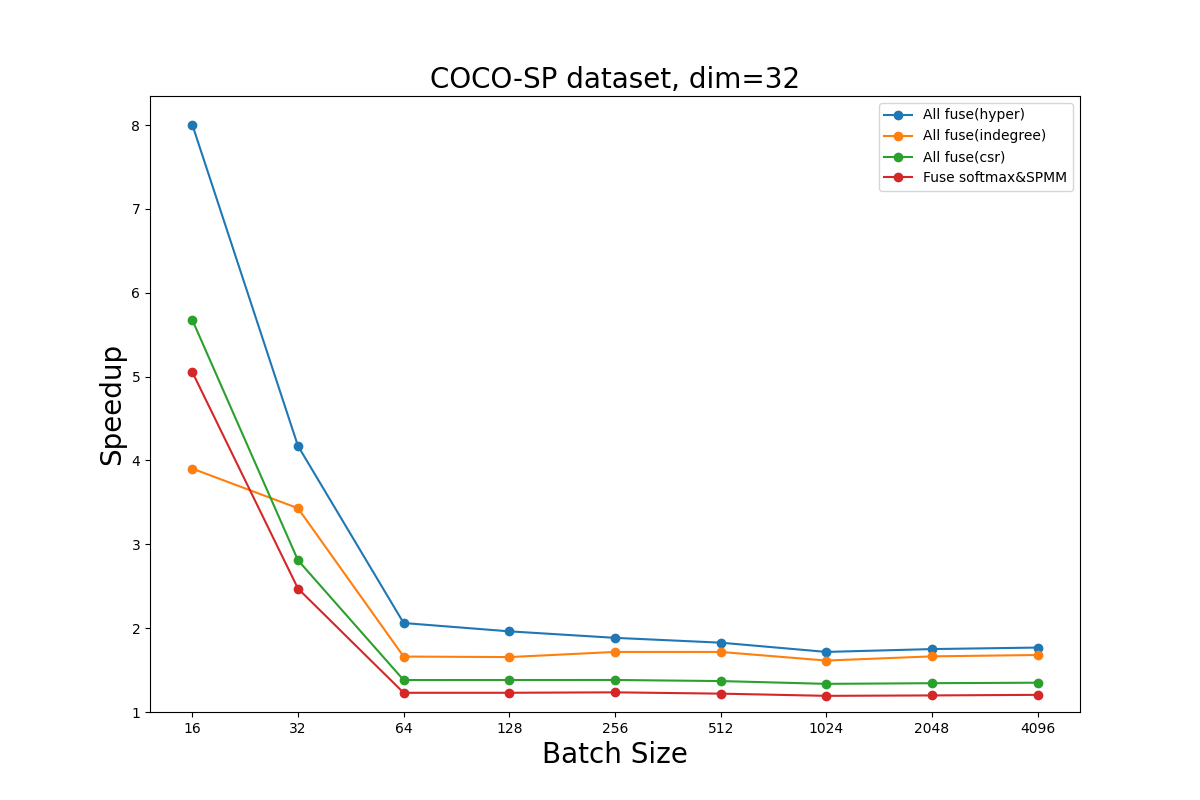 COCO-SP dataset, dim=32
All fuse(hyper)
All fuse(indegree)
All fuse(csr)
Fuse softmax&SPMM
8
7
6
5
4
3
2
1
Speedup
16 32 64 128 256 512 1024 2048 4096
Batch Size